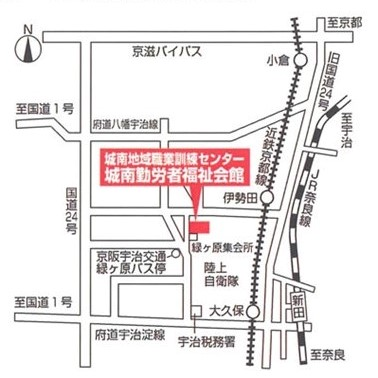 N
至京都
京滋バイパス
小倉
旧国道24号
至国道1号
府道八幡宇治線
至宇治
近鉄京都線
城南地域職業訓練センター
城南勤労者福祉会館
国道24号
伊勢田
JR奈良線
緑ヶ原集会所
京阪宇治交通
緑ヶ原バス停
陸上
自衛隊
至国道1号
大久保
新田
府道宇治淀線
宇治税務署
至奈良